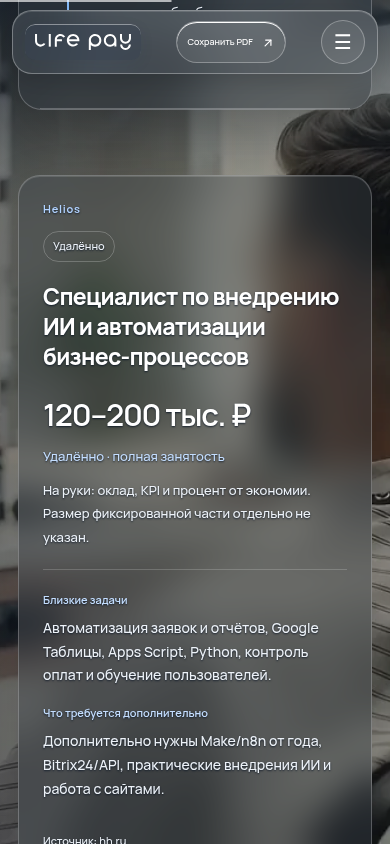 LIFE PAY
Сохранить PDF
Helios
Удалённо
Специалист по внедрению
ИИ и автоматизации
бизнес-процессов
120–200 тыс. ₽
Удалённо · полная занятость
На руки: оклад, KPI и процент от экономии.
Размер фиксированной части отдельно не
указан.
Близкие задачи
Автоматизация заявок и отчётов, Google
Таблицы, Apps Script, Python, контроль
оплат и обучение пользователей.
Что требуется дополнительно
Дополнительно нужны Make/n8n от года,
Bitrix24/API, практические внедрения ИИ и
работа с сайтами.
Источник: hh.ru